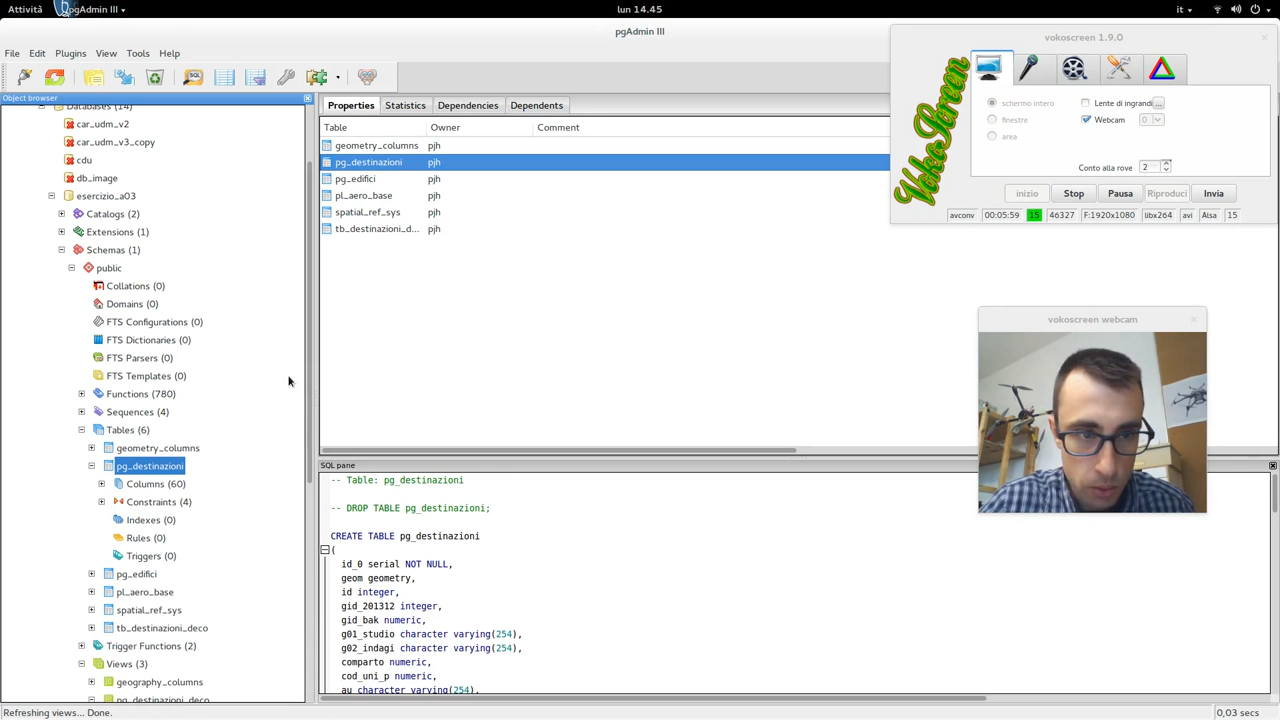 Attività
pgAdmin III
lun 14.45
it
pgAdmin III
File Edit Plugins View Tools Help
SQL
Object browser
Databases (14)
car_udm_v2
car_udm_v3_copy
cdu
db_image
esercizio_a03
Catalogs (2)
Extensions (1)
Schemas (1)
public
Collations (0)
Domains (0)
FTS Configurations (0)
FTS Dictionaries (0)
FTS Parsers (0)
FTS Templates (0)
Functions (780)
Sequences (4)
Tables (6)
geometry_columns
pg_destinazioni
Columns (60)
Constraints (4)
Indexes (0)
Rules (0)
Triggers (0)
pg_edifici
pl_aero_base
spatial_ref_sys
tb_destinazioni_deco
Trigger Functions (2)
Views (3)
geography_columns
pg_destinazioni_deco
Properties Statistics Dependencies Dependents
Table Owner Comment
geometry_columns pjh
pg_destinazioni pjh
pg_edifici pjh
pl_aero_base pjh
spatial_ref_sys pjh
tb_destinazioni_d... pjh
SQL pane
-- Table: pg_destinazioni
-- DROP TABLE pg_destinazioni;
CREATE TABLE pg_destinazioni
(
id_0 serial NOT NULL,
geom geometry,
id integer,
gid_201312 integer,
gid_bak numeric,
g01_studio character varying(254),
g02_indagi character varying(254),
comparto numeric,
cod_uni_p numeric,
au character varying(254),
vokoscreen 1.9.0
VokoScreen
schermo intero
finestre
area
Lente di ingrandi ...
Webcam 0
Conto alla rove 2
inizio Stop Pausa Riproduci Invia
avconv 00:05:59 15 46327 F:1920x1080 libx264 avi Alsa 15
vokoscreen webcam
Refreshing views... Done.
0,03 secs